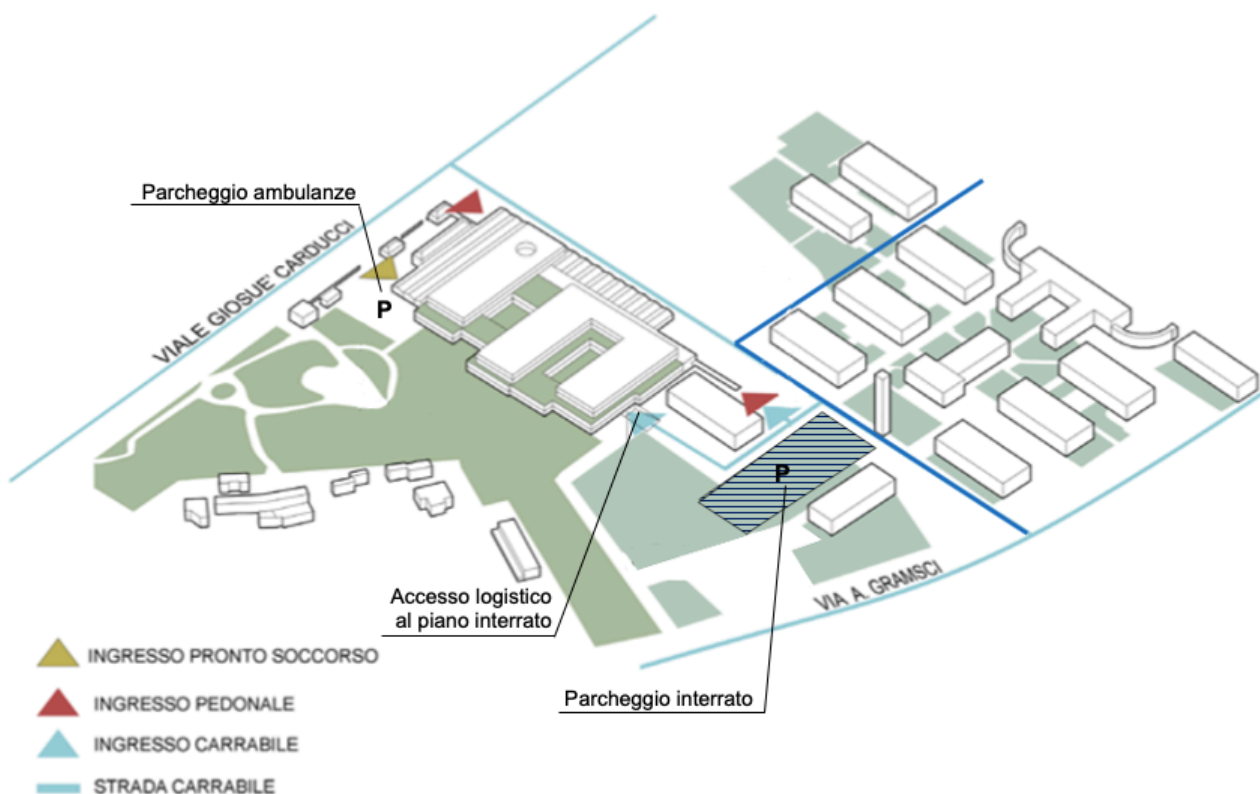 Parcheggio ambulanze
VIALE GIOSUE' CARDUCCI
P
P
Accesso logistico
al piano interrato
VIA A. GRAMSCI
Parcheggio interrato
INGRESSO PRONTO SOCCORSO
INGRESSO PEDONALE
INGRESSO CARRABILE
STRADA CARRABILE